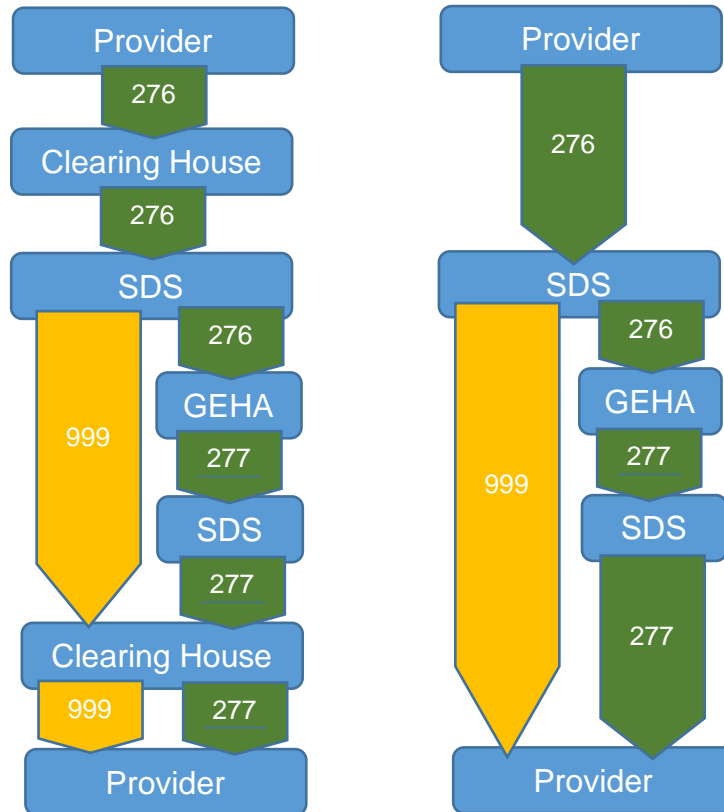 Provider
276
Clearing House
276
SDS
276
GEHA
999
277
SDS
277
Clearing House
999
277
Provider
Provider
276
SDS
276
GEHA
999
277
SDS
277
Provider